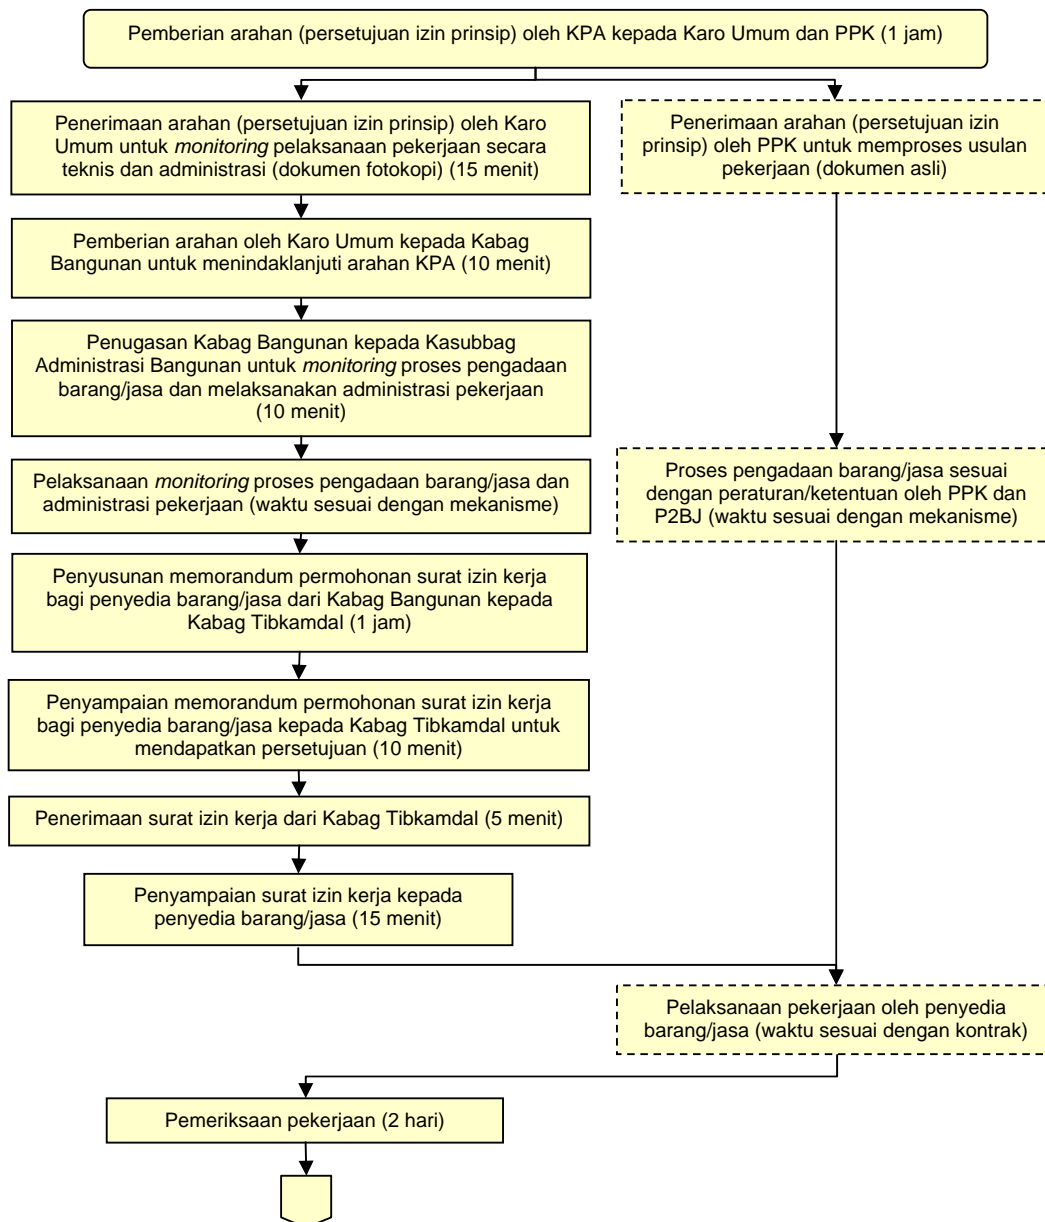 Pemberian arahan (persetujuan izin prinsip) oleh KPA kepada Karo Umum dan PPK (1 jam)
Penerimaan arahan (persetujuan izin prinsip) oleh Karo
Umum untuk monitoring pelaksanaan pekerjaan secara
teknis dan administrasi (dokumen fotokopi) (15 menit)
Penerimaan arahan (persetujuan izin
prinsip) oleh PPK untuk memproses usulan
pekerjaan (dokumen asli)
Pemberian arahan oleh Karo Umum kepada Kabag
Bangunan untuk menindaklanjuti arahan KPA (10 menit)
Penugasan Kabag Bangunan kepada Kasubbag
Administrasi Bangunan untuk monitoring proses pengadaan
barang/jasa dan melaksanakan administrasi pekerjaan
(10 menit)
Pelaksanaan monitoring proses pengadaan barang/jasa dan
administrasi pekerjaan (waktu sesuai dengan mekanisme)
Proses pengadaan barang/jasa sesuai
dengan peraturan/ketentuan oleh PPK dan
P2BJ (waktu sesuai dengan mekanisme)
Penyusunan memorandum permohonan surat izin kerja
bagi penyedia barang/jasa dari Kabag Bangunan kepada
Kabag Tibkamdal (1 jam)
Penyampaian memorandum permohonan surat izin kerja
bagi penyedia barang/jasa kepada Kabag Tibkamdal untuk
mendapatkan persetujuan (10 menit)
Penerimaan surat izin kerja dari Kabag Tibkamdal (5 menit)
Penyampaian surat izin kerja kepada
penyedia barang/jasa (15 menit)
Pelaksanaan pekerjaan oleh penyedia
barang/jasa (waktu sesuai dengan kontrak)
Pemeriksaan pekerjaan (2 hari)